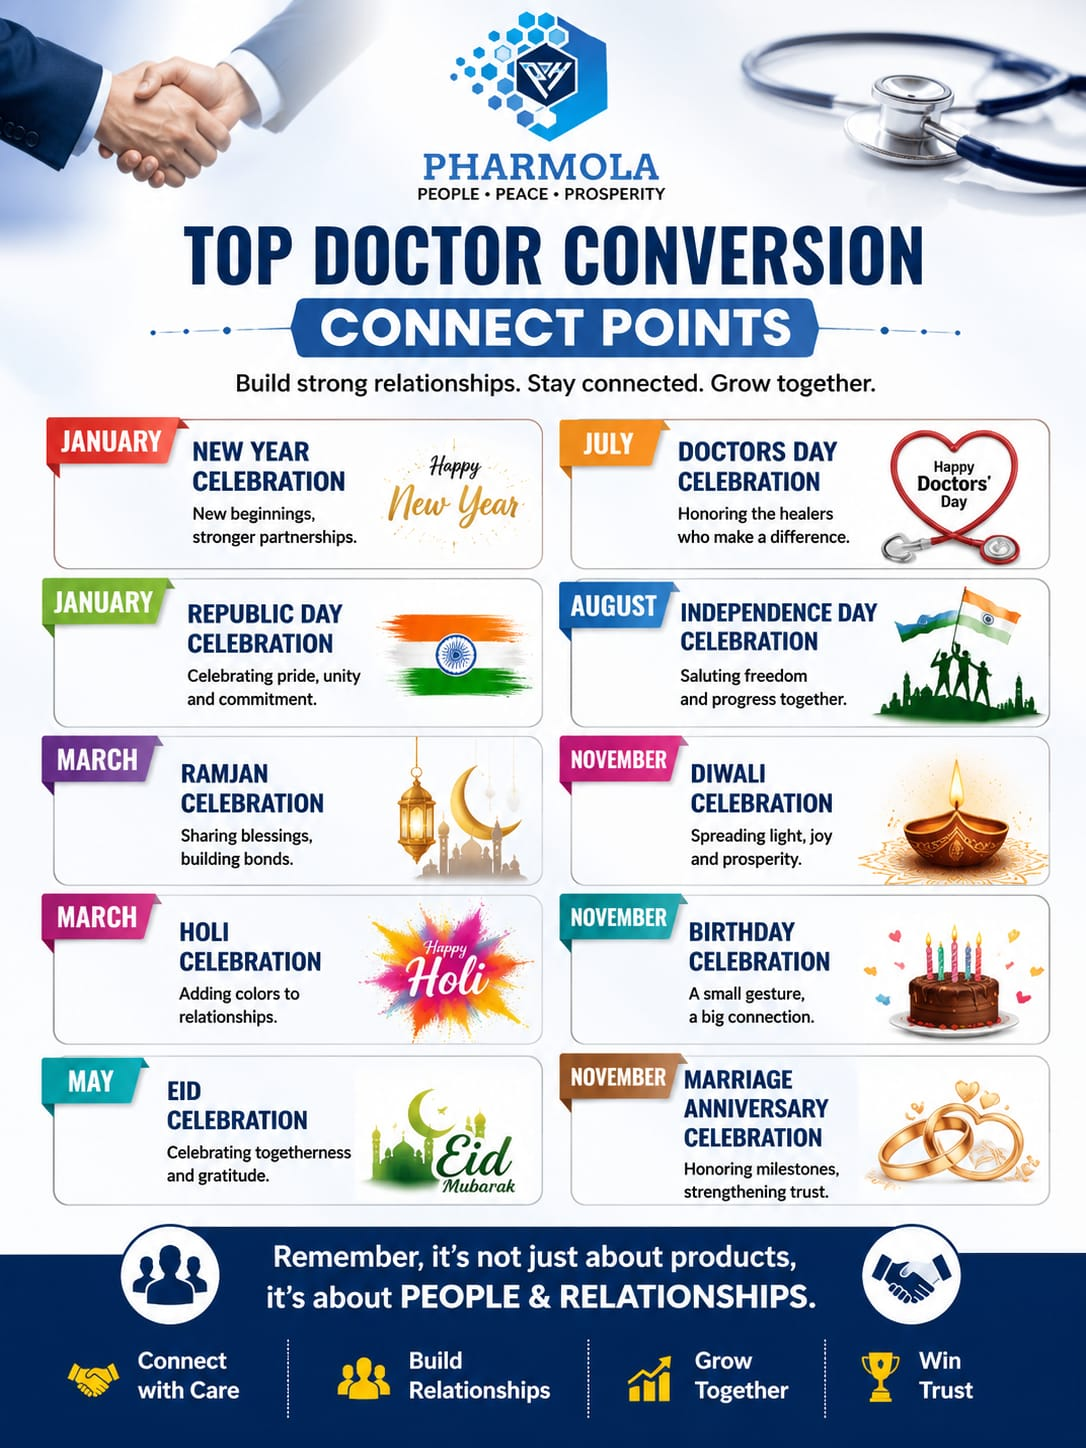 PHARMOLA
PEOPLE • PEACE • PROSPERITY
TOP DOCTOR CONVERSION
CONNECT POINTS
Build strong relationships. Stay connected. Grow together.
JANUARY
NEW YEAR
CELEBRATION
New beginnings,
stronger partnerships.
Happy
New Year
JANUARY
REPUBLIC DAY
CELEBRATION
Celebrating pride, unity
and commitment.
MARCH
RAMJAN
CELEBRATION
Sharing blessings,
building bonds.
MARCH
HOLI
CELEBRATION
Adding colors to
relationships.
Happy
Holi
MAY
EID
CELEBRATION
Celebrating togetherness
and gratitude.
Eid
Mubarak
JULY
DOCTORS DAY
CELEBRATION
Honoring the healers
who make a difference.
Happy
Doctors'
Day
AUGUST
INDEPENDENCE DAY
CELEBRATION
Saluting freedom
and progress together.
NOVEMBER
DIWALI
CELEBRATION
Spreading light, joy
and prosperity.
NOVEMBER
BIRTHDAY
CELEBRATION
A small gesture,
a big connection.
NOVEMBER
MARRIAGE
ANNIVERSARY
CELEBRATION
Honoring milestones,
strengthening trust.
Remember, it's not just about products,
it's about PEOPLE & RELATIONSHIPS.
Connect
with Care
Build
Relationships
Grow
Together
Win
Trust